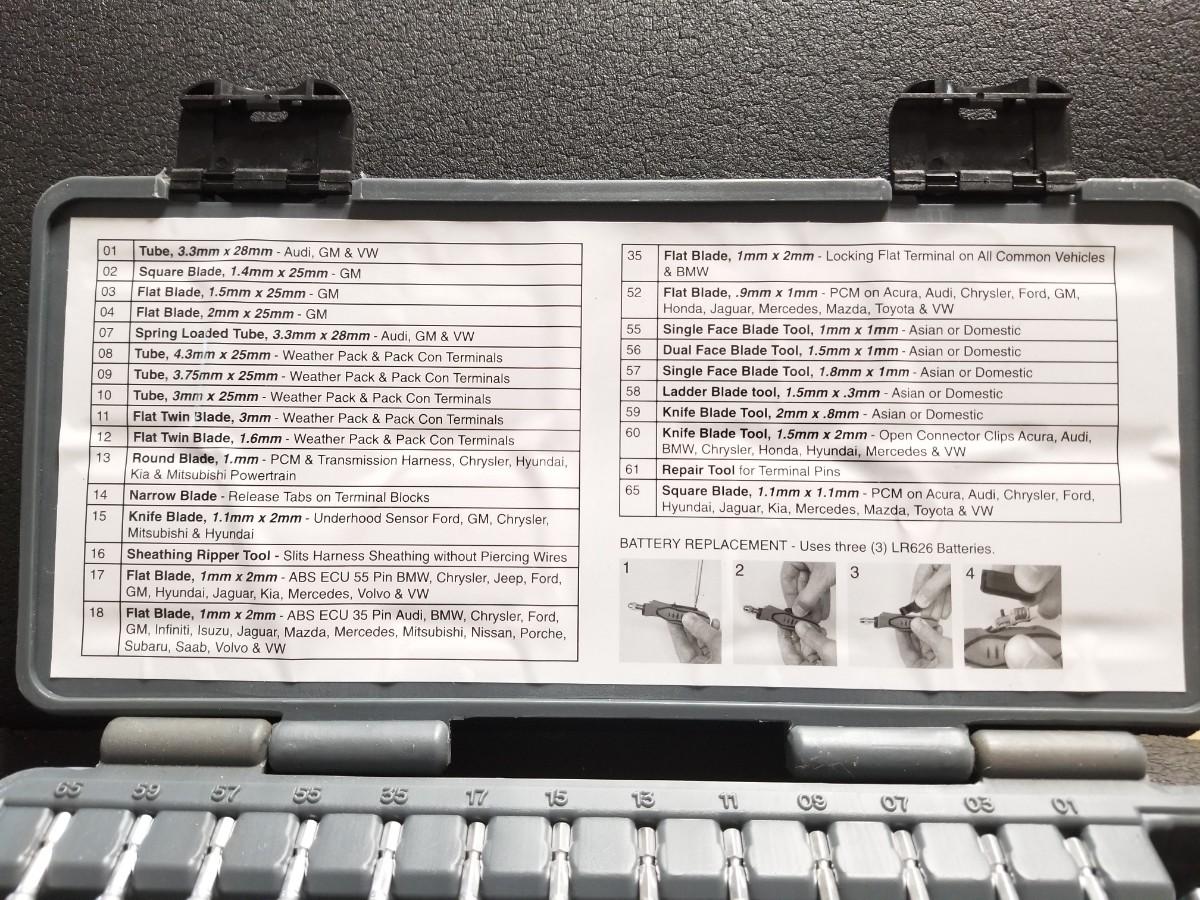 01 Tube, 3.3mm x 28mm - Audi, GM & VW
02 Square Blade, 1.4mm x 25mm - GM
03 Flat Blade, 1.5mm x 25mm - GM
04 Flat Blade, 2mm x 25mm - GM
07 Spring Loaded Tube, 3.3mm x 28mm - Audi, GM & VW
08 Tube, 4.3mm x 25mm - Weather Pack & Pack Con Terminals
09 Tube, 3.75mm x 25mm - Weather Pack & Pack Con Terminals
10 Tube, 3mm x 25mm - Weather Pack & Pack Con Terminals
11 Flat Twin Blade, 3mm - Weather Pack & Pack Con Terminals
12 Flat Twin Blade, 1.6mm - Weather Pack & Pack Con Terminals
13 Round Blade, 1.mm - PCM & Transmission Harness, Chrysler, Hyundai,
Kia & Mitsubishi Powertrain
14 Narrow Blade - Release Tabs on Terminal Blocks
15 Knife Blade, 1.1mm x 2mm - Underhood Sensor Ford, GM, Chrysler,
Mitsubishi & Hyundai
16 Sheathing Ripper Tool - Slits Harness Sheathing without Piercing Wires
17 Flat Blade, 1mm x 2mm - ABS ECU 55 Pin BMW, Chrysler, Jeep, Ford,
GM, Hyundai, Jaguar, Kia, Mercedes, Volvo & VW
18 Flat Blade, 1mm x 2mm - ABS ECU 35 Pin Audi, BMW, Chrysler, Ford,
GM, Infiniti, Isuzu, Jaguar, Mazda, Mercedes, Mitsubishi, Nissan, Porche,
Subaru, Saab, Volvo & VW
35 Flat Blade, 1mm x 2mm - Locking Flat Terminal on All Common Vehicles
& BMW
52 Flat Blade, .9mm x 1mm - PCM on Acura, Audi, Chrysler, Ford, GM,
Honda, Jaguar, Mercedes, Mazda, Toyota & VW
55 Single Face Blade Tool, 1mm x 1mm - Asian or Domestic
56 Dual Face Blade Tool, 1.5mm x 1mm - Asian or Domestic
57 Single Face Blade Tool, 1.8mm x 1mm - Asian or Domestic
58 Ladder Blade tool, 1.5mm x .3mm - Asian or Domestic
59 Knife Blade Tool, 2mm x .8mm - Asian or Domestic
60 Knife Blade Tool, 1.5mm x 2mm - Open Connector Clips Acura, Audi,
BMW, Chrysler, Honda, Hyundai, Mercedes & VW
61 Repair Tool for Terminal Pins
65 Square Blade, 1.1mm x 1.1mm - PCM on Acura, Audi, Chrysler, Ford,
Hyundai, Jaguar, Kia, Mercedes, Mazda, Toyota & VW
BATTERY REPLACEMENT - Uses three (3) LR626 Batteries.
1 2 3 4
65 59 57 55 35 17 15 13 11 09 07 03 01